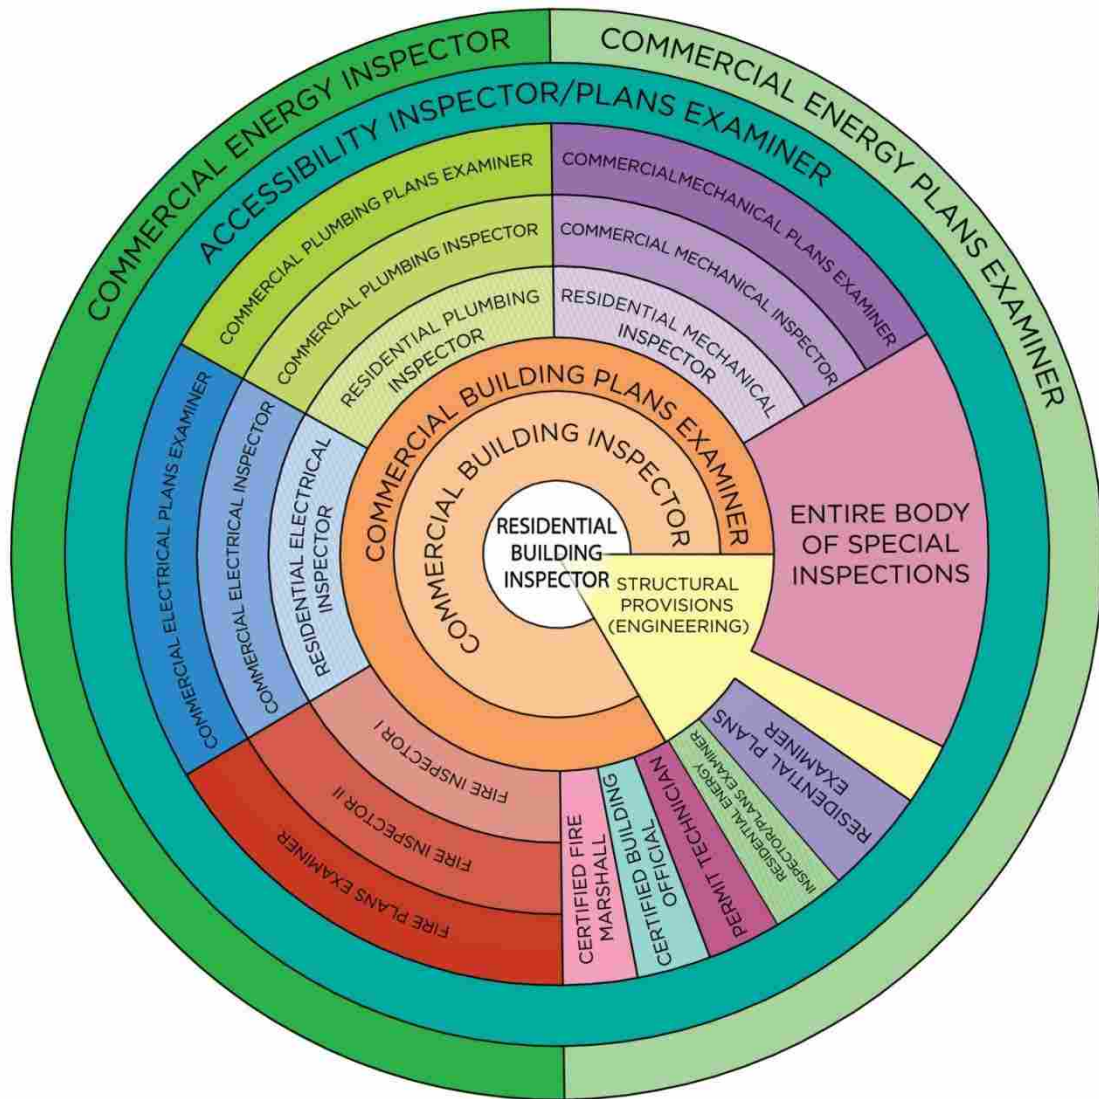 COMMERCIAL ENERGY INSPECTOR
COMMERCIAL ENERGY PLANS EXAMINER
ACCESSIBILITY INSPECTOR/PLANS EXAMINER
COMMERCIAL PLUMBING PLANS EXAMINER
COMMERCIAL PLUMBING INSPECTOR
RESIDENTIAL PLUMBING
INSPECTOR
COMMERCIALMECHANICAL PLANS EXAMINER
COMMERCIAL MECHANICAL INSPECTOR
RESIDENTIAL MECHANICAL
INSPECTOR
COMMERCIAL ELECTRICAL PLANS EXAMINER
COMMERCIAL ELECTRICAL INSPECTOR
RESIDENTIAL ELECTRICAL
INSPECTOR
COMMERCIAL BUILDING PLANS EXAMINER
COMMERCIAL BUILDING INSPECTOR
RESIDENTIAL
BUILDING
INSPECTOR
STRUCTURAL
PROVISIONS
(ENGINEERING)
ENTIRE BODY
OF SPECIAL
INSPECTIONS
FIRE INSPECTOR I
FIRE INSPECTOR II
FIRE PLANS EXAMINER
CERTIFIED FIRE
MARSHALL
CERTIFIED BUILDING
OFFICIAL
PERMIT TECHNICIAN
RESIDENTIAL ENERGY
INSPECTOR/PLANS EXAMINER
RESIDENTIAL PLANS
EXAMINER